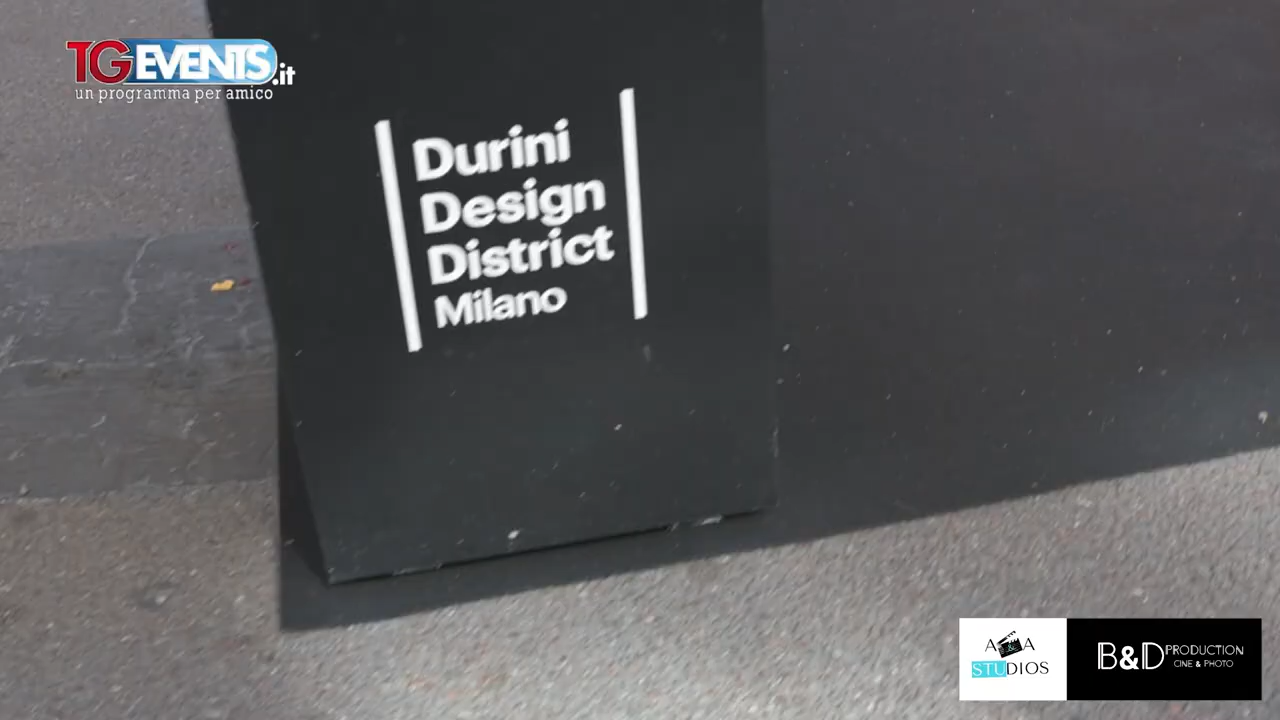 TGEVENTS.it
un programma per amico
Durini
Design
District
Milano
A A
STUDIOS
B&D PRODUCTION
CINE & PHOTO